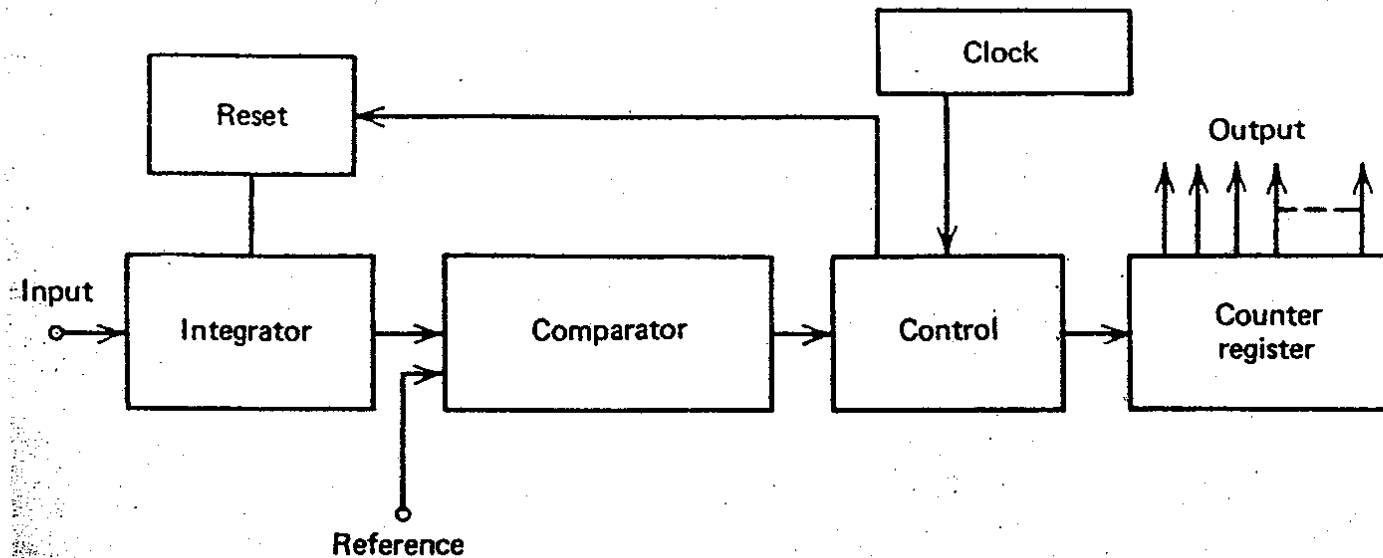 Clock
Reset
Output
Input
Integrator
Comparator
Control
Counter
register
Reference